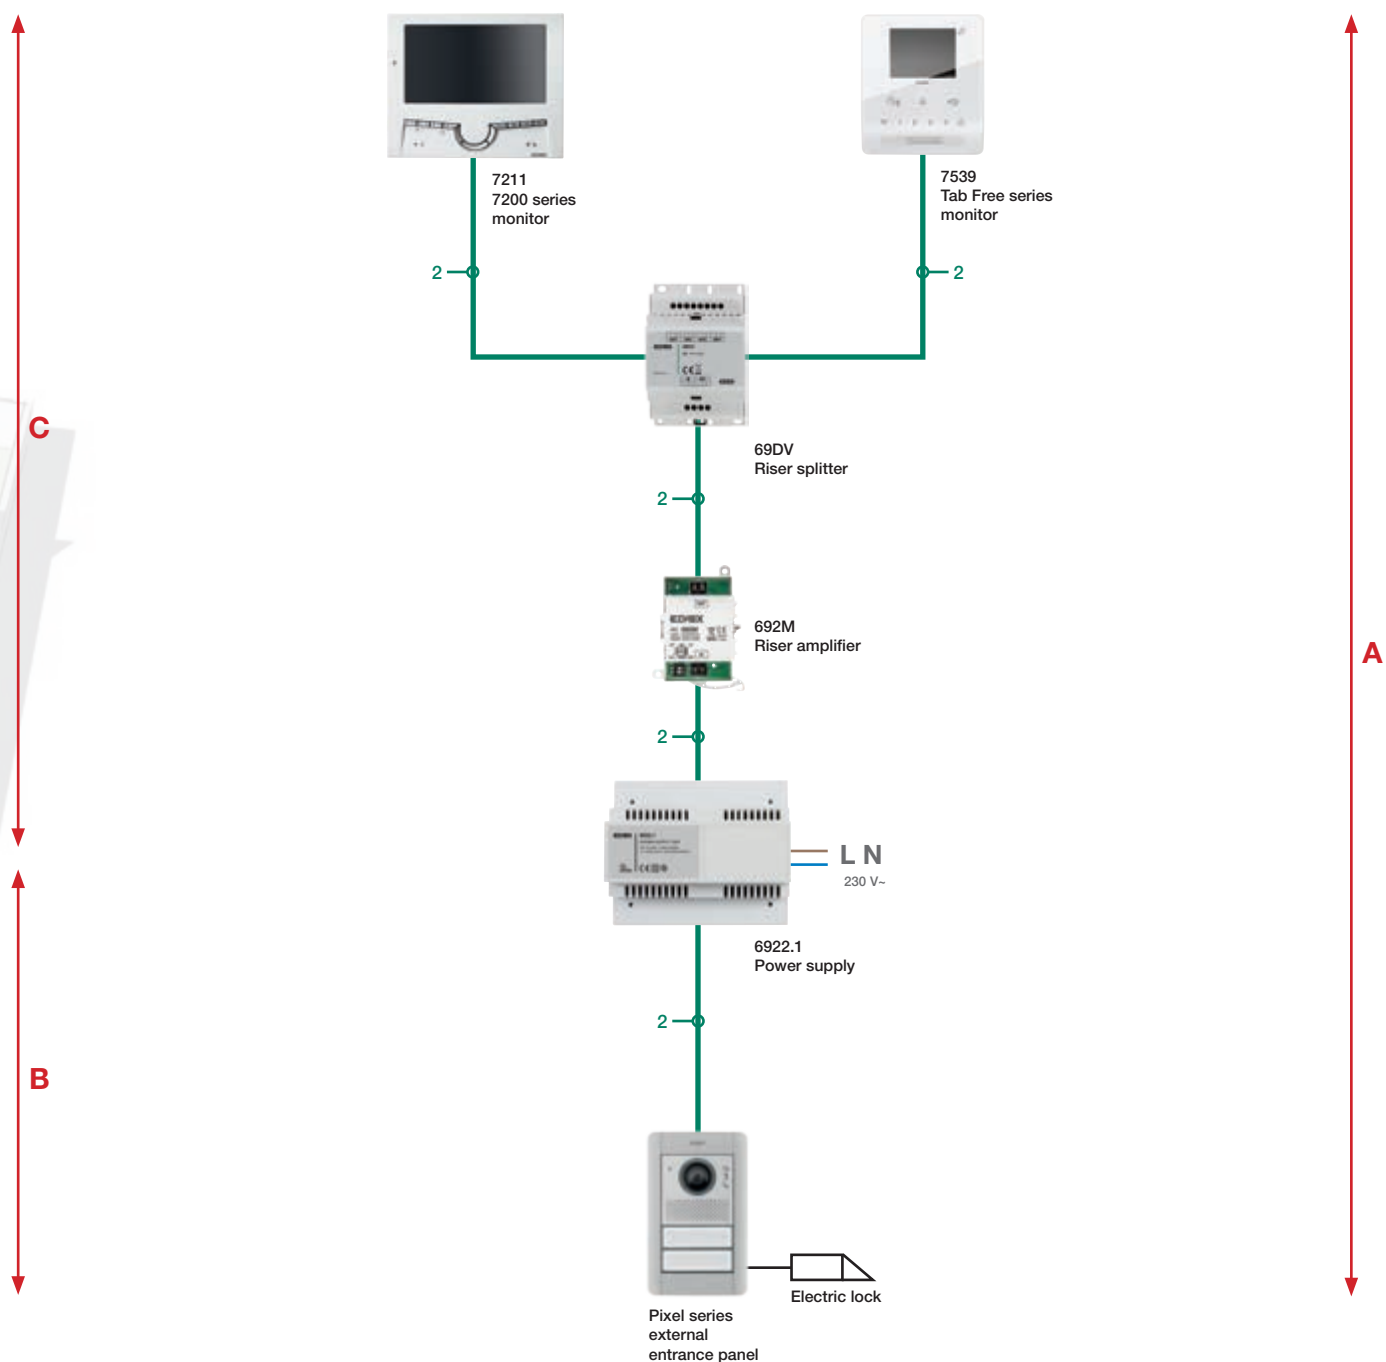 7211
7200 series
monitor
7539
Tab Free series
monitor
2
2
69DV
Riser splitter
C
2
692M
Riser amplifier
A
2
L N
230 V~
6922.1
Power supply
2
B
Electric lock
Pixel series
external
entrance panel